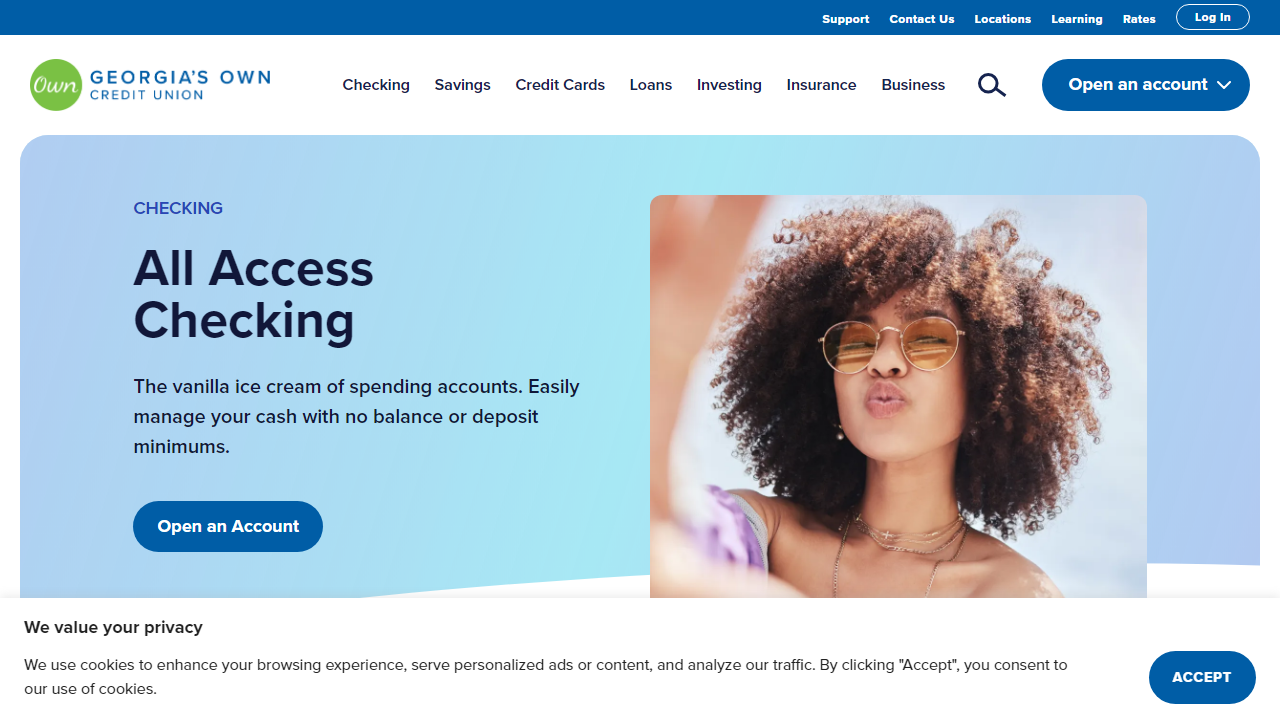 Support Contact Us Locations Learning Rates Log In
Own GEORGIA'S OWN
CREDIT UNION
Checking Savings Credit Cards Loans Investing Insurance Business
Open an account
CHECKING
All Access
Checking
The vanilla ice cream of spending accounts. Easily
manage your cash with no balance or deposit
minimums.
Open an Account
We value your privacy
We use cookies to enhance your browsing experience, serve personalized ads or content, and analyze our traffic. By clicking "Accept", you consent to
our use of cookies.
ACCEPT